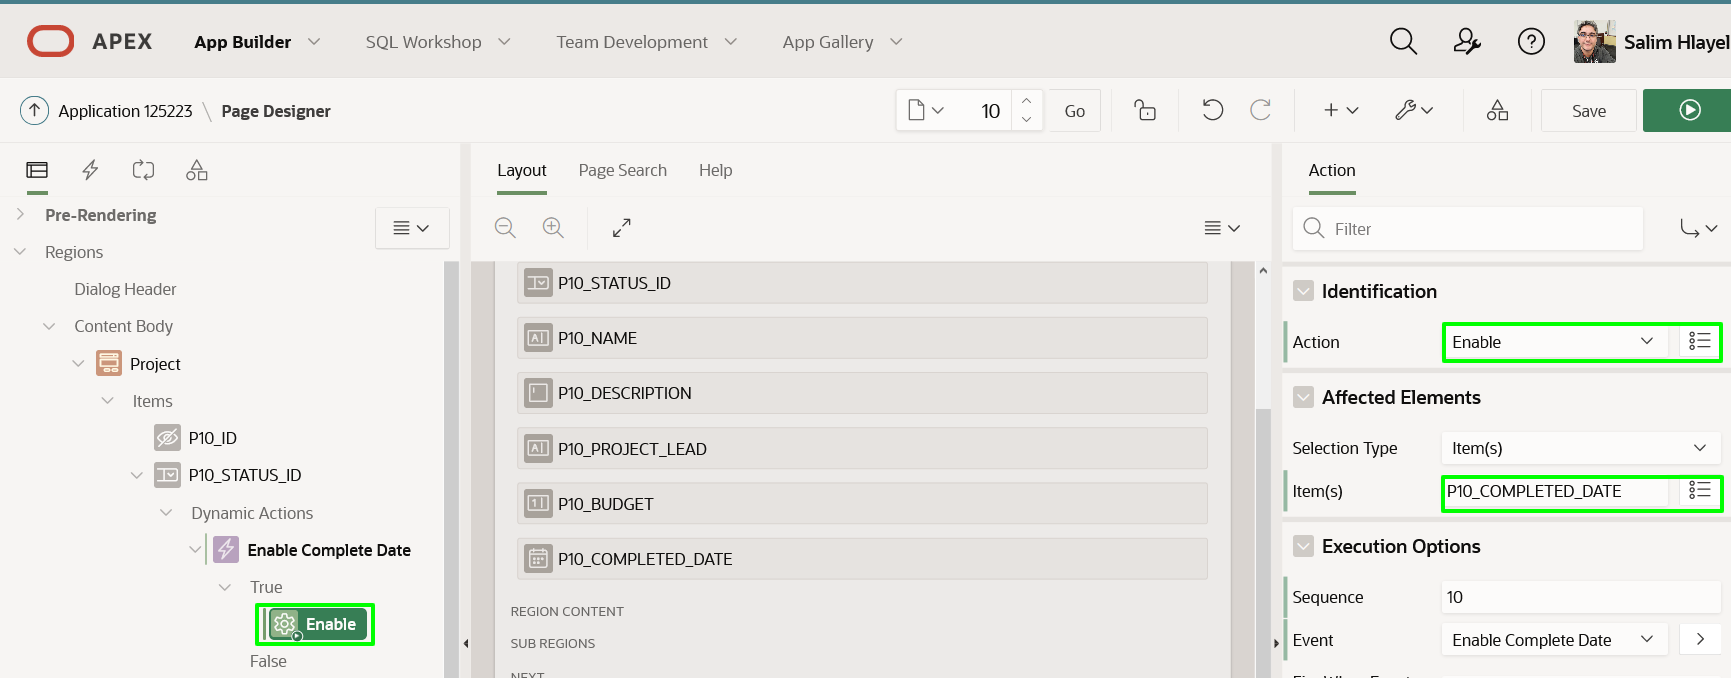 APEX App Builder SQL Workshop Team Development App Gallery Salim Hlayel
Application 125223 \ Page Designer 10 Go Save
Layout Page Search Help
Action
Pre-Rendering
Regions
Dialog Header
Content Body
Project
Items
P10_ID
P10_STATUS_ID
Dynamic Actions
Enable Complete Date
True
Enable
False
P10_STATUS_ID
P10_NAME
P10_DESCRIPTION
P10_PROJECT_LEAD
P10_BUDGET
P10_COMPLETED_DATE
REGION CONTENT
SUB REGIONS
NEXT
Filter
Identification
Action Enable
Affected Elements
Selection Type Item(s)
Item(s) P10_COMPLETED_DATE
Execution Options
Sequence 10
Event Enable Complete Date